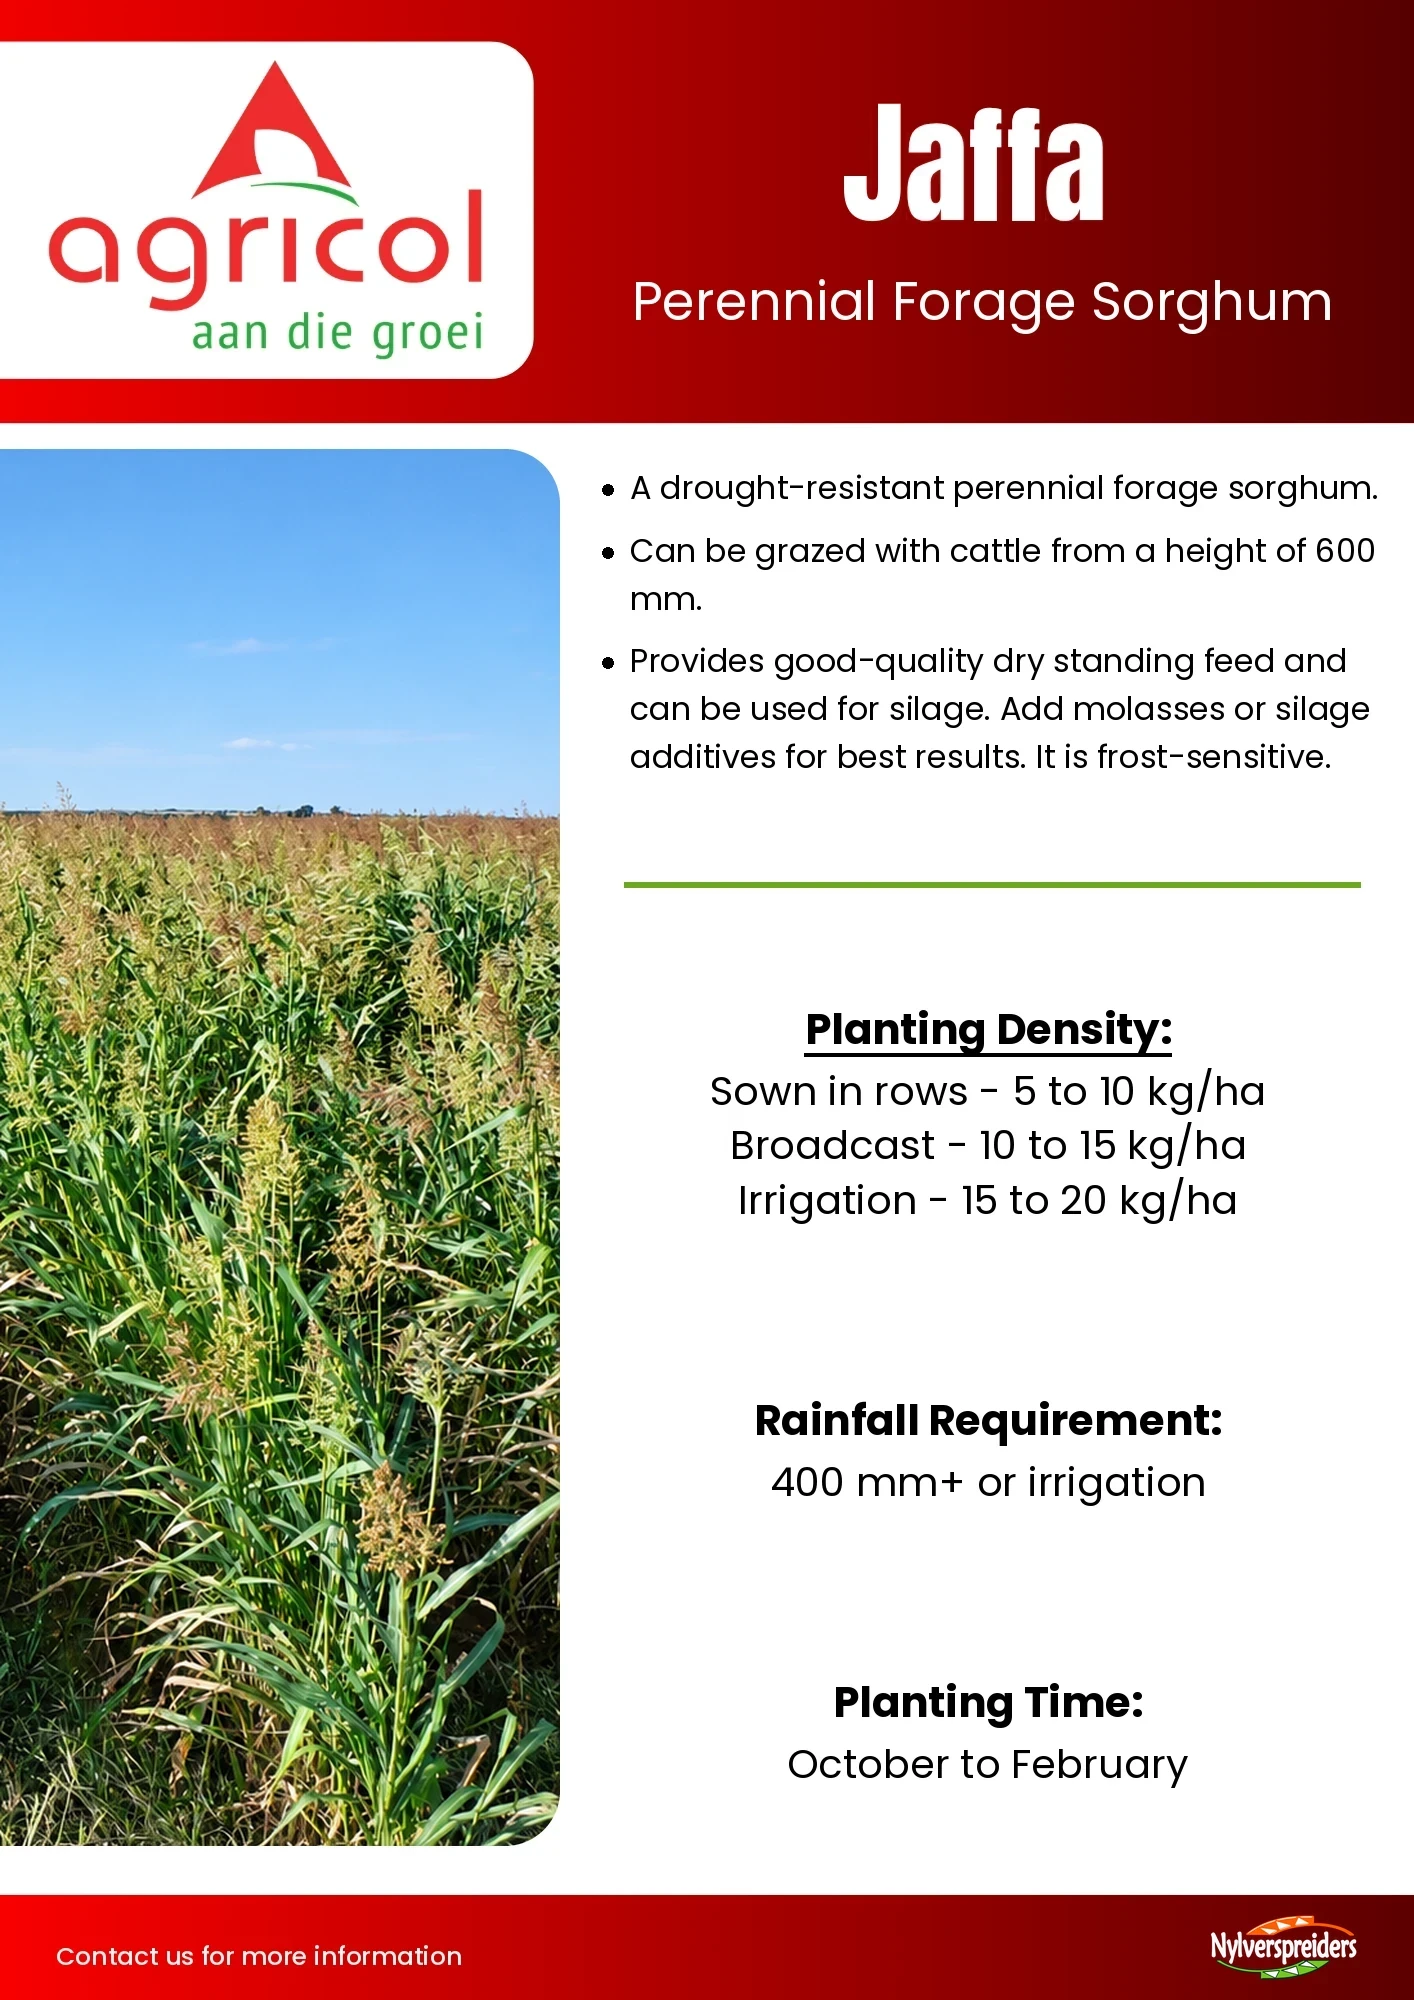 agricol
aan die groei
Jaffa
Perennial Forage Sorghum
• A drought-resistant perennial forage sorghum.
• Can be grazed with cattle from a height of 600
mm.
• Provides good-quality dry standing feed and
can be used for silage. Add molasses or silage
additives for best results. It is frost-sensitive.
Planting Density:
Sown in rows - 5 to 10 kg/ha
Broadcast - 10 to 15 kg/ha
Irrigation - 15 to 20 kg/ha
Rainfall Requirement:
400 mm+ or irrigation
Planting Time:
October to February
Contact us for more information
Nylverspreiders